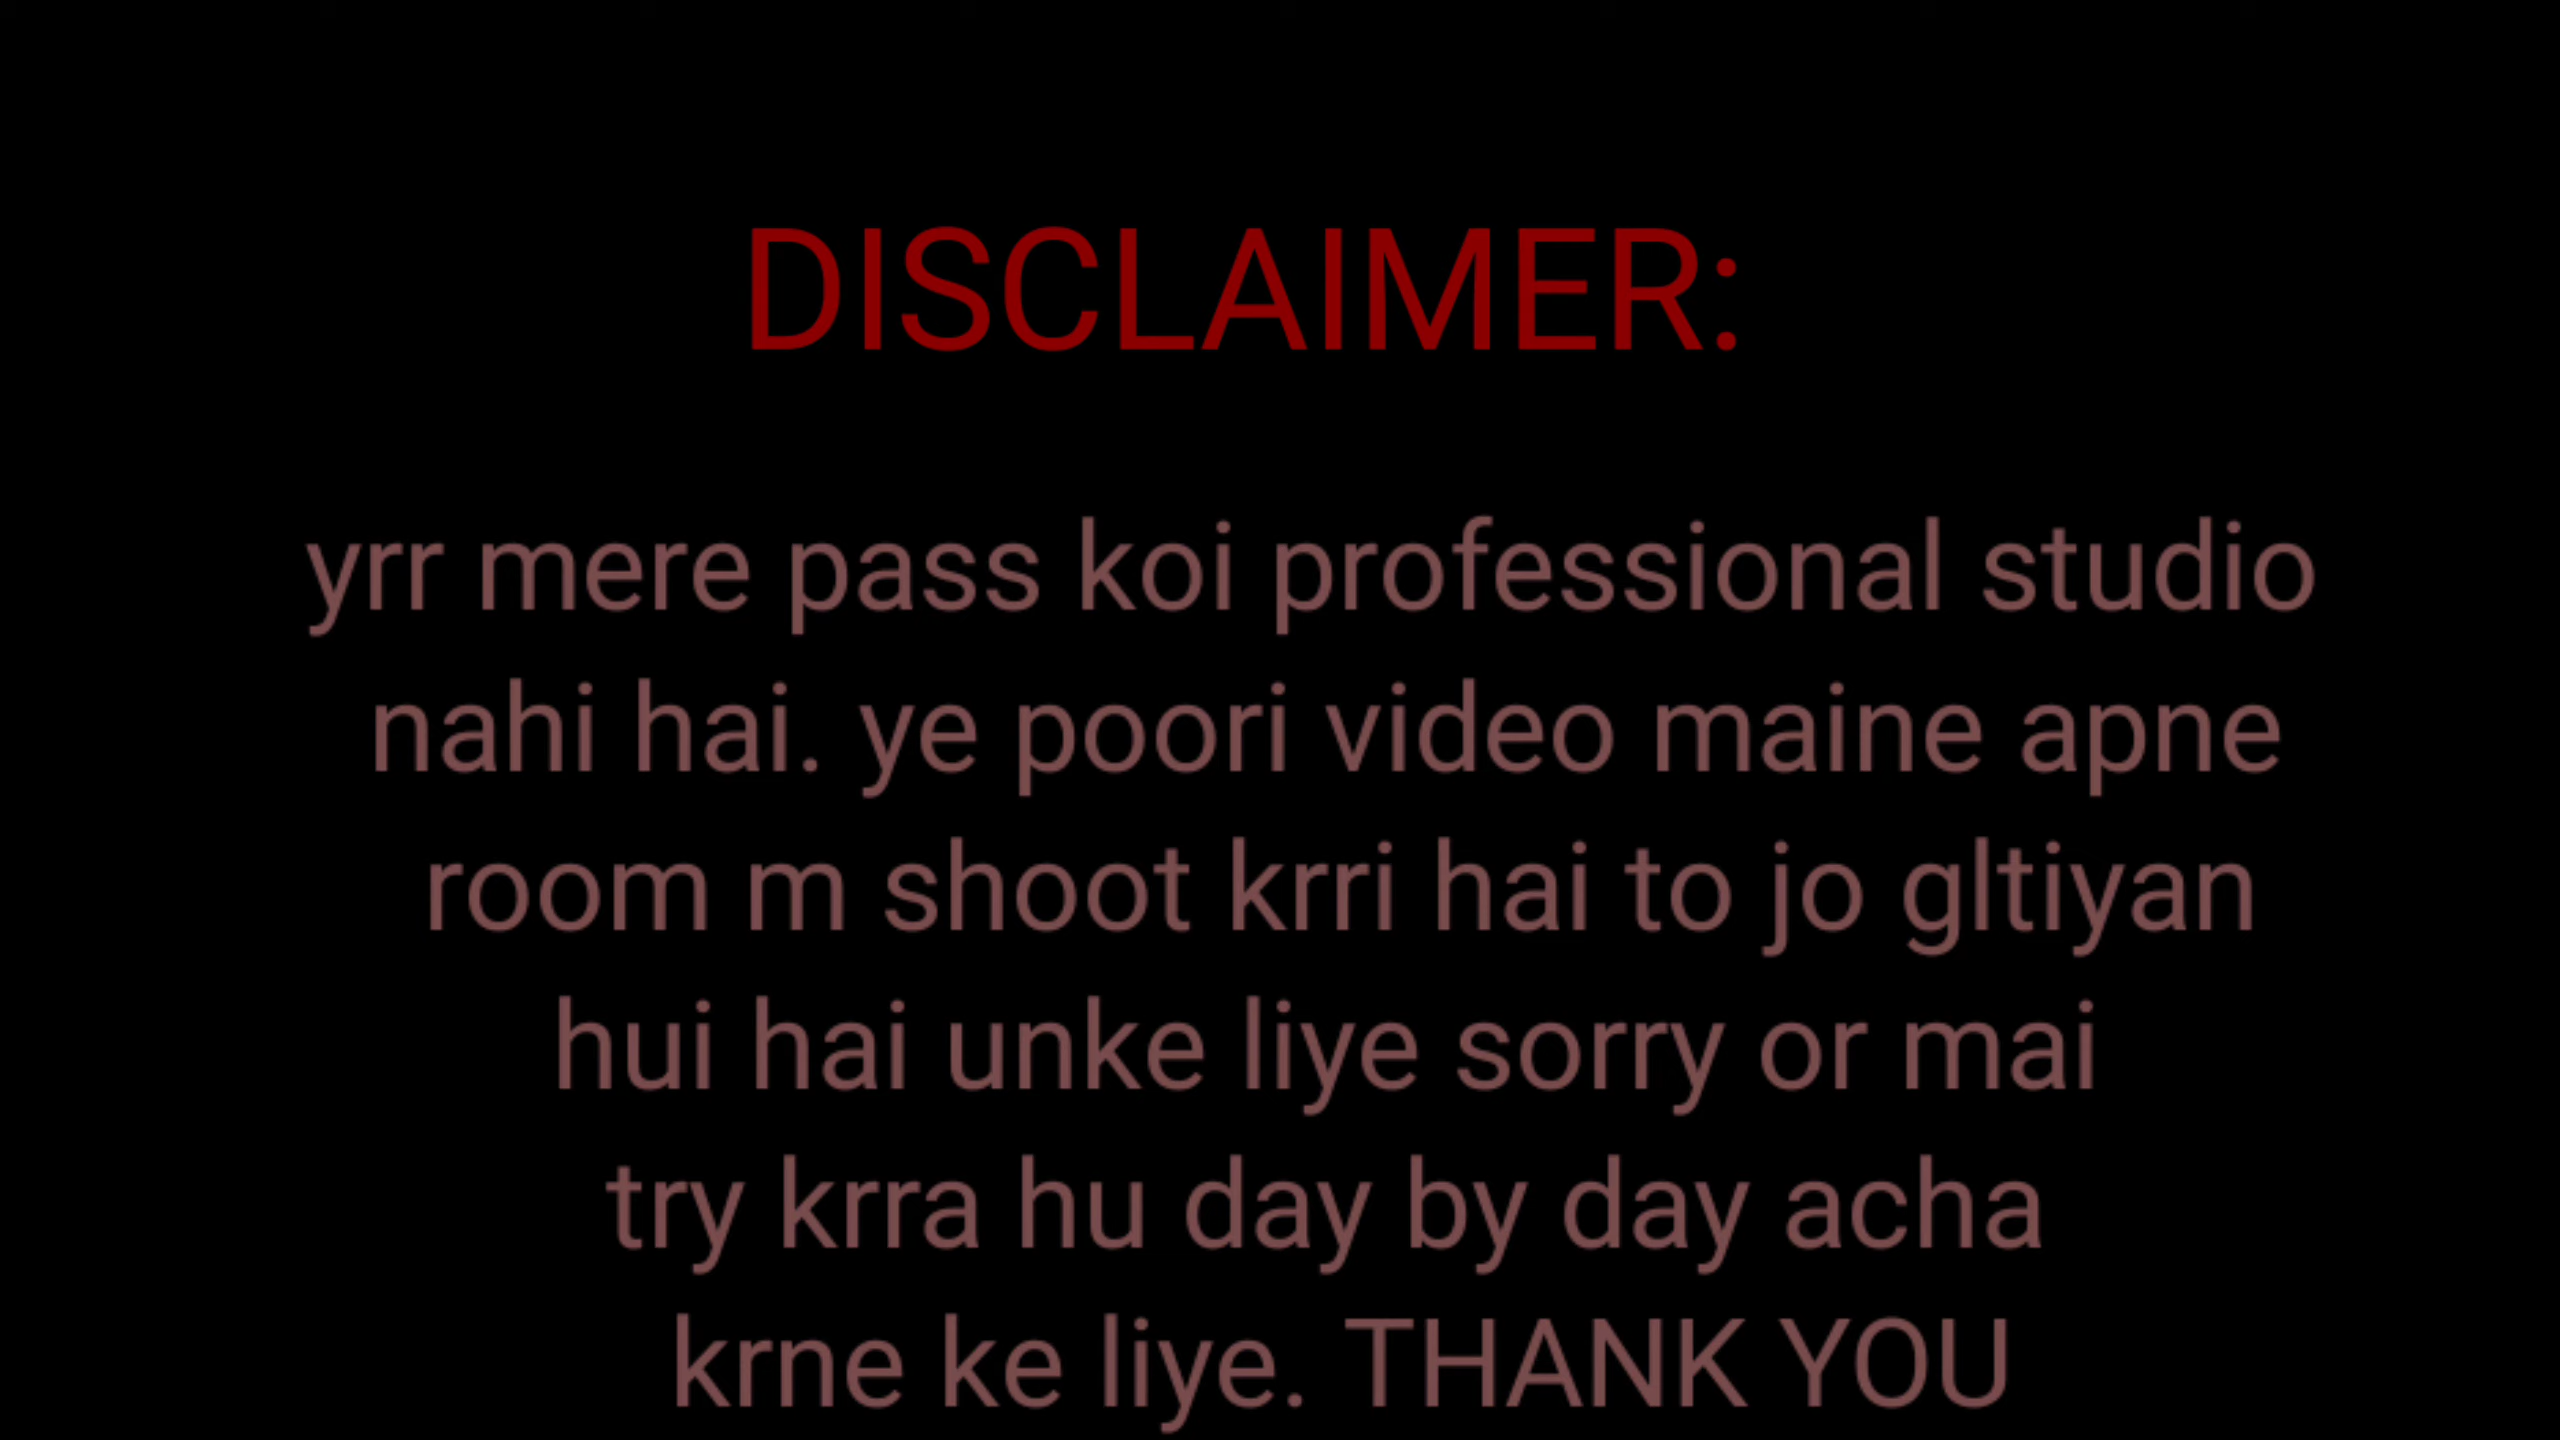 DISCLAIMER:
yrr mere pass koi professional studio
nahi hai. ye poori video maine apne
room m shoot krri hai to jo gltiyan
hui hai unke liye sorry or mai
try krra hu day by day acha
krne ke liye. THANK YOU